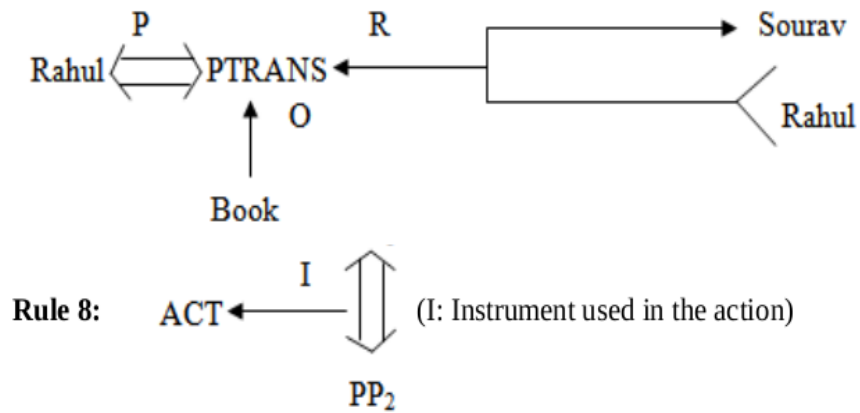 P R Sourav
Rahul PTRANS
O Rahul
Book
I
Rule 8: ACT (I: Instrument used in the action)
PP₂